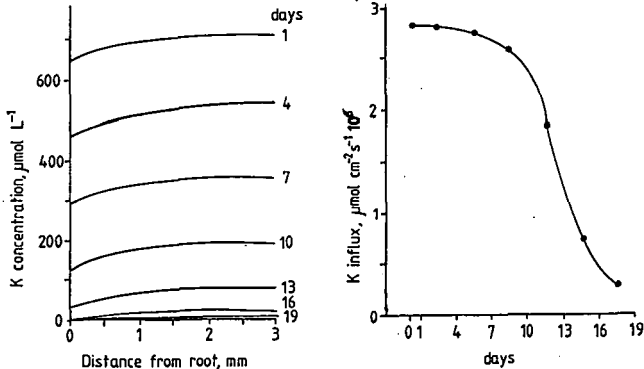 days
1
4
7
10
13
16
19
600
400
200
0
K concentration, µmol L⁻¹
0 1 2 3
Distance from root, mm
3
2
1
0
K influx, µmol cm⁻² s⁻¹ 10⁶
0 1 4 7 10 13 16 19
days